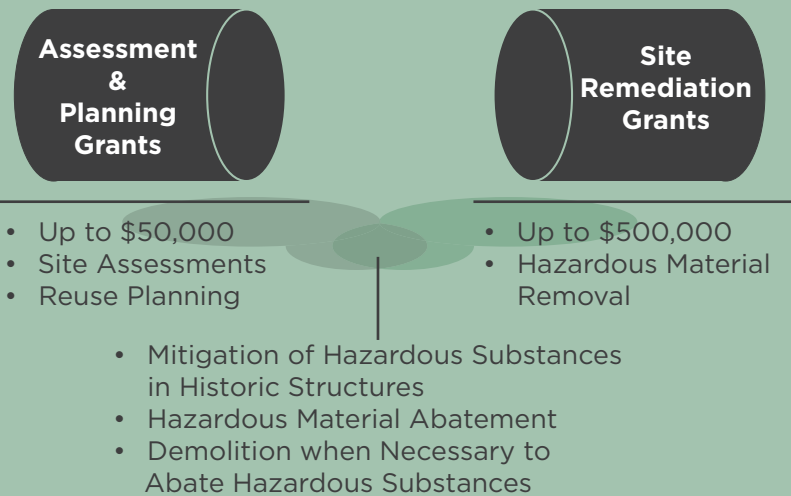 Assessment
&
Planning
Grants
Site
Remediation
Grants
• Up to $50,000
• Site Assessments
• Reuse Planning
• Up to $500,000
• Hazardous Material
Removal
• Mitigation of Hazardous Substances
in Historic Structures
• Hazardous Material Abatement
• Demolition when Necessary to
Abate Hazardous Substances